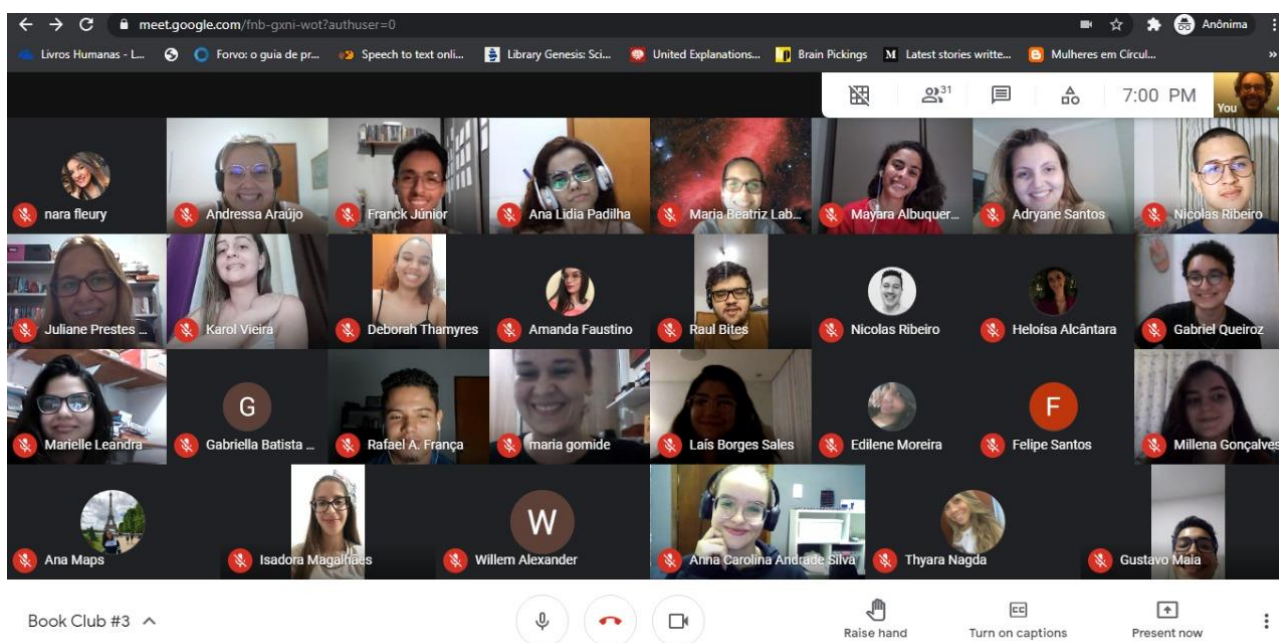 meet.google.com/fnb-gxni-wot?authuser=0
Anônima
Livros Humanas - L...
Forvo: o guia de pr...
Speech to text onli...
Library Genesis: Sci...
United Explanations...
Brain Pickings
M Latest stories writte...
Mulheres em Círcul...
»
31
7:00 PM
You
nara fleury
Andressa Araújo
Franck Júnior
Ana Lidia Padilha
Maria Beatriz Lab...
Mayara Albuquer...
Adryane Santos
Nicolas Ribeiro
Juliane Prestes ...
Karol Vieira
Deborah Thamyres
Amanda Faustino
Raul Bites
Nicolas Ribeiro
Heloísa Alcântara
Gabriel Queiroz
Marielle Leandra
G
Gabriella Batista ...
Rafael A. França
maria gomide
Laís Borges Sales
Edilene Moreira
F
Felipe Santos
Millena Gonçalves
Ana Maps
Isadora Magalhães
W
Willem Alexander
Anna Carolina Andrade Silva
Thyara Nagda
Gustavo Maia
Book Club #3
Raise hand
CC
Turn on captions
Present now